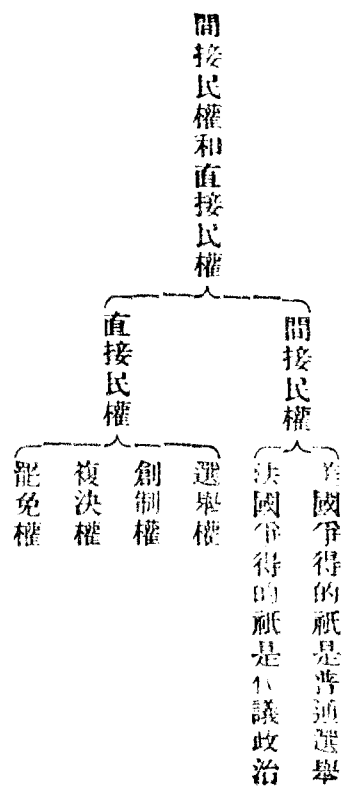 間接民權和直接民權
間接民權
美國爭得的祇是普通選舉
法國爭得的祇是代議政治
直接民權
選舉權
創制權
複決權
罷免權